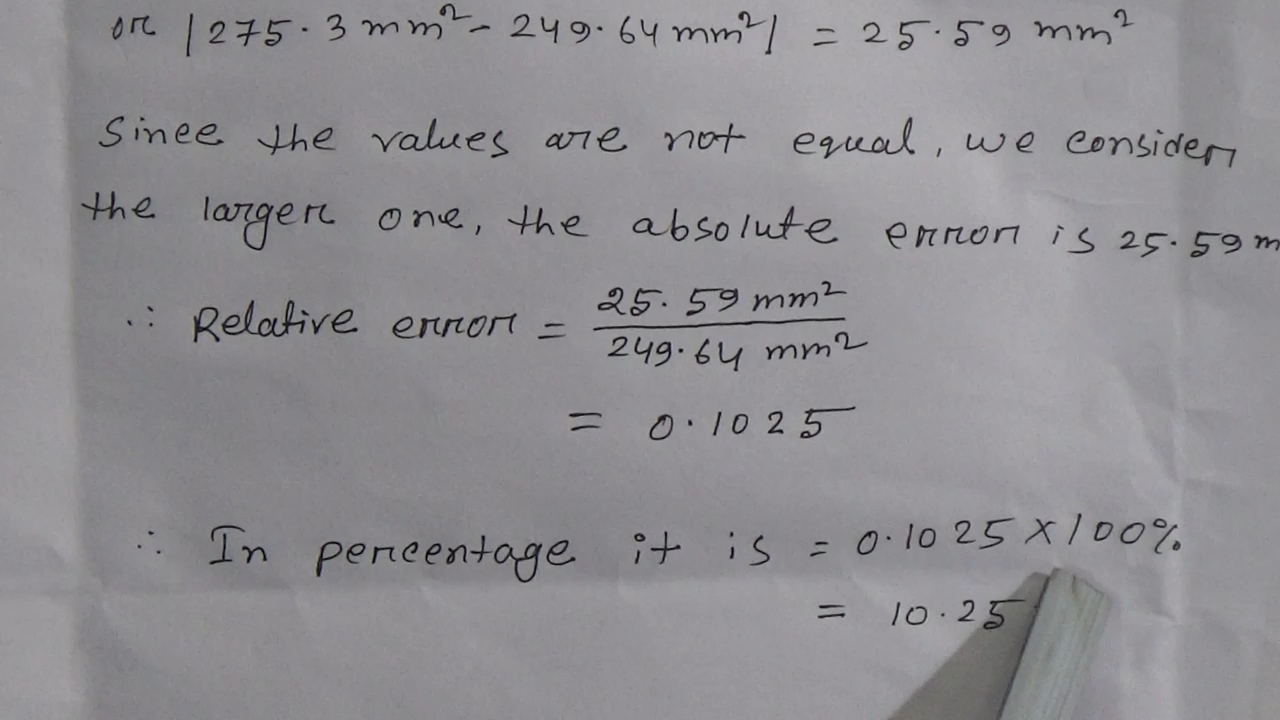 or |275.3 mm² - 249.64 mm²| = 25.59 mm²
Since the values are not equal, we consider
the larger one, the absolute error is 25.59 m
∴ Relative error = 25.59 mm² / 249.64 mm²
= 0.1025
∴ In percentage it is = 0.1025 × 100%
= 10.25